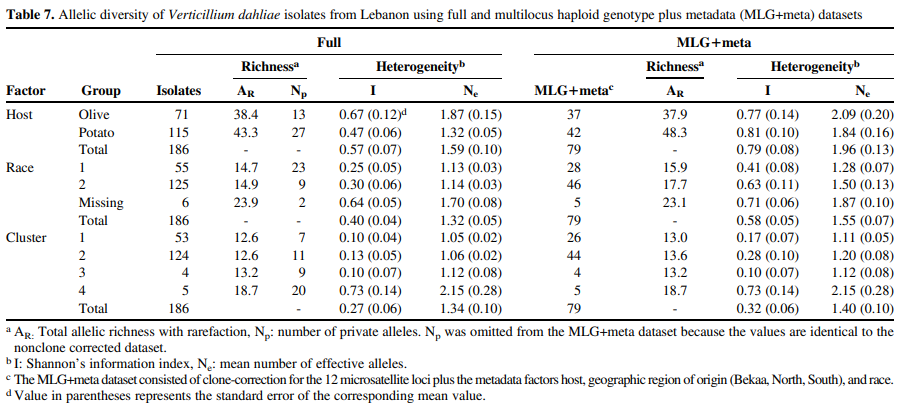 Table 7. Allelic diversity of Verticillium dahliae isolates from Lebanon using full and multilocus haploid genotype plus metadata (MLG+meta) datasets
Full MLG+meta
Richnessᵃ Heterogeneityᵇ Richnessᵃ Heterogeneityᵇ
Factor Group Isolates A_R N_p I N_e MLG+metaᶜ A_R I N_e
Host Olive 71 38.4 13 0.67 (0.12)ᵈ 1.87 (0.15) 37 37.9 0.77 (0.14) 2.09 (0.20)
Potato 115 43.3 27 0.47 (0.06) 1.32 (0.05) 42 48.3 0.81 (0.10) 1.84 (0.16)
Total 186 - - 0.57 (0.07) 1.59 (0.10) 79 - 0.79 (0.08) 1.96 (0.13)
Race 1 55 14.7 23 0.25 (0.05) 1.13 (0.03) 28 15.9 0.41 (0.08) 1.28 (0.07)
2 125 14.9 9 0.30 (0.06) 1.14 (0.03) 46 17.7 0.63 (0.11) 1.50 (0.13)
Missing 6 23.9 2 0.64 (0.05) 1.70 (0.08) 5 23.1 0.71 (0.06) 1.87 (0.10)
Total 186 - - 0.40 (0.04) 1.32 (0.05) 79 - 0.58 (0.05) 1.55 (0.07)
Cluster 1 53 12.6 7 0.10 (0.04) 1.05 (0.02) 26 13.0 0.17 (0.07) 1.11 (0.05)
2 124 12.6 11 0.13 (0.05) 1.06 (0.02) 44 13.6 0.28 (0.10) 1.20 (0.08)
3 4 13.2 9 0.10 (0.07) 1.12 (0.08) 4 13.2 0.10 (0.07) 1.12 (0.08)
4 5 18.7 20 0.73 (0.14) 2.15 (0.28) 5 18.7 0.73 (0.14) 2.15 (0.28)
Total 186 - 0.27 (0.06) 1.34 (0.10) 79 - 0.32 (0.06) 1.40 (0.10)
ᵃ A_R: Total allelic richness with rarefaction, N_p: number of private alleles. N_p was omitted from the MLG+meta dataset because the values are identical to the
nonclone corrected dataset.
ᵇ I: Shannon's information index, N_e: mean number of effective alleles.
ᶜ The MLG+meta dataset consisted of clone-correction for the 12 microsatellite loci plus the metadata factors host, geographic region of origin (Bekaa, North, South), and race.
ᵈ Value in parentheses represents the standard error of the corresponding mean value.